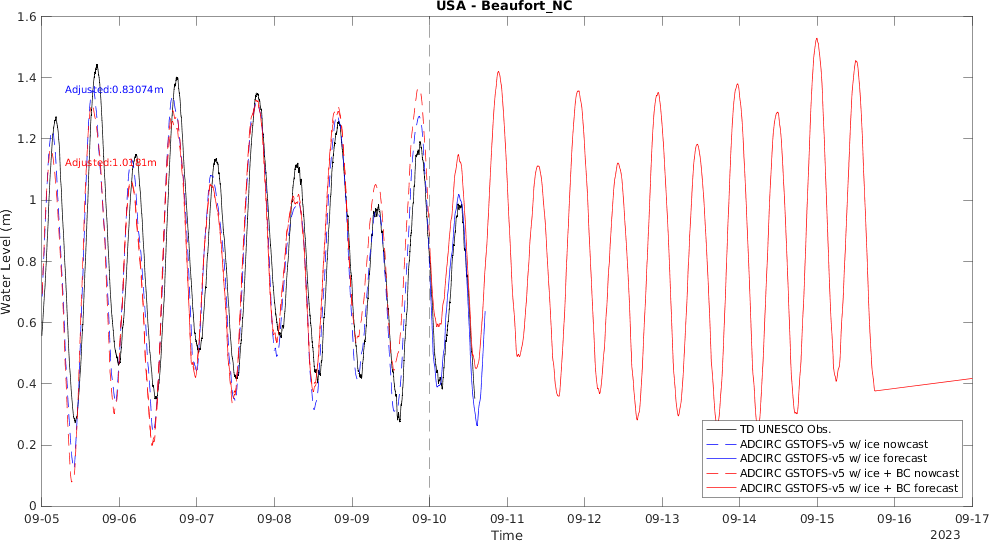 USA - Beaufort_NC
1.6
1.4
1.2
1
0.8
0.6
0.4
0.2
0
Water Level (m)
Adjusted:0.83074m
Adjusted:1.0181m
TD UNESCO Obs.
ADCIRC GSTOFS-v5 w/ ice nowcast
ADCIRC GSTOFS-v5 w/ ice forecast
ADCIRC GSTOFS-v5 w/ ice + BC nowcast
ADCIRC GSTOFS-v5 w/ ice + BC forecast
09-05 09-06 09-07 09-08 09-09 09-10 09-11 09-12 09-13 09-14 09-15 09-16 09-17
Time
2023